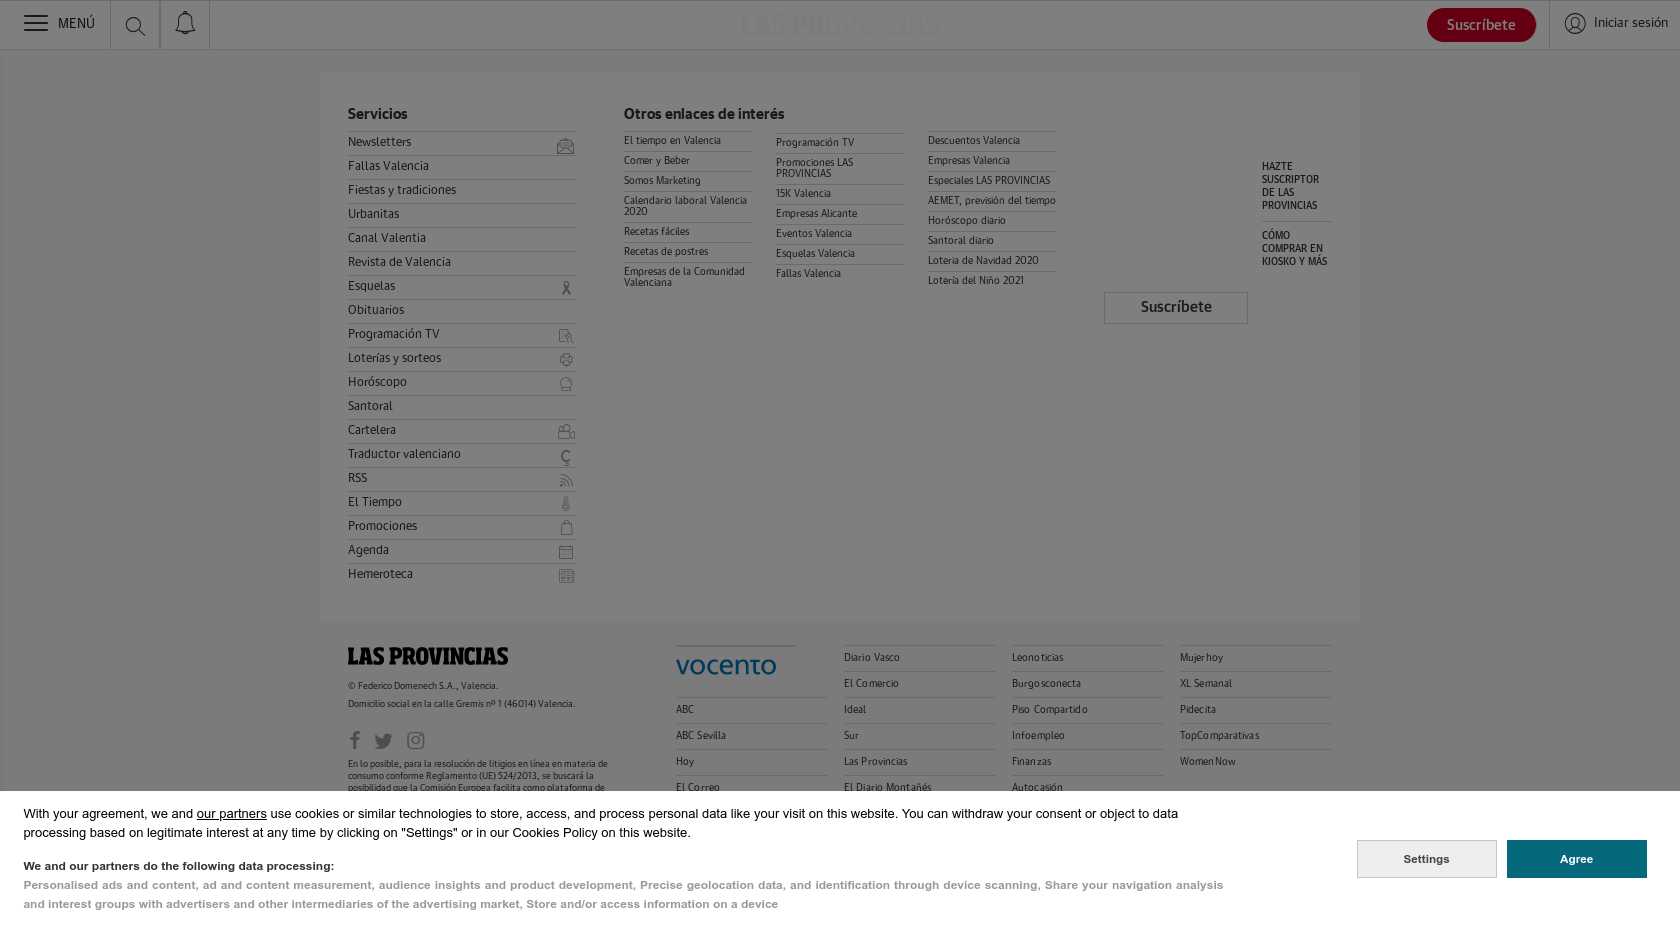 MENÚ
LAS PROVINCIAS
Suscríbete
Iniciar sesión
Servicios
Newsletters
Fallas Valencia
Fiestas y tradiciones
Urbanitas
Canal Valentia
Revista de Valencia
Esquelas
Obituarios
Programación TV
Loterías y sorteos
Horóscopo
Santoral
Cartelera
Traductor valenciano
RSS
El Tiempo
Promociones
Agenda
Hemeroteca
Otros enlaces de interés
El tiempo en Valencia
Comer y Beber
Somos Marketing
Calendario laboral Valencia
2020
Recetas fáciles
Recetas de postres
Empresas de la Comunidad
Valenciana
Programación TV
Promociones LAS
PROVINCIAS
15K Valencia
Empresas Alicante
Eventos Valencia
Esquelas Valencia
Fallas Valencia
Descuentos Valencia
Empresas Valencia
Especiales LAS PROVINCIAS
AEMET, previsión del tiempo
Horóscopo diario
Santoral diario
Loteria de Navidad 2020
Lotería del Niño 2021
Suscríbete
HAZTE
SUSCRIPTOR
DE LAS
PROVINCIAS
CÓMO
COMPRAR EN
KIOSKO Y MÁS
LAS PROVINCIAS
© Federico Domenech S.A., Valencia.
Domicilio social en la calle Gremis nº 1 (46014) Valencia.
En lo posible, para la resolución de litigios en línea en materia de
consumo conforme Reglamento (UE) 524/2013, se buscará la
posibilidad que la Comisión Europea facilita como plataforma de
vocento
ABC
ABC Sevilla
Hoy
El Correo
Diario Vasco
El Comercio
Ideal
Sur
Las Provincias
El Diario Montañés
Leonoticias
Burgosconecta
Piso Compartido
Infoempleo
Finanzas
Autocasión
Mujerhoy
XL Semanal
Pidecita
TopComparativas
WomenNow
With your agreement, we and our partners use cookies or similar technologies to store, access, and process personal data like your visit on this website. You can withdraw your consent or object to data
processing based on legitimate interest at any time by clicking on "Settings" or in our Cookies Policy on this website.
We and our partners do the following data processing:
Personalised ads and content, ad and content measurement, audience insights and product development, Precise geolocation data, and identification through device scanning, Share your navigation analysis
and interest groups with advertisers and other intermediaries of the advertising market, Store and/or access information on a device
Settings
Agree